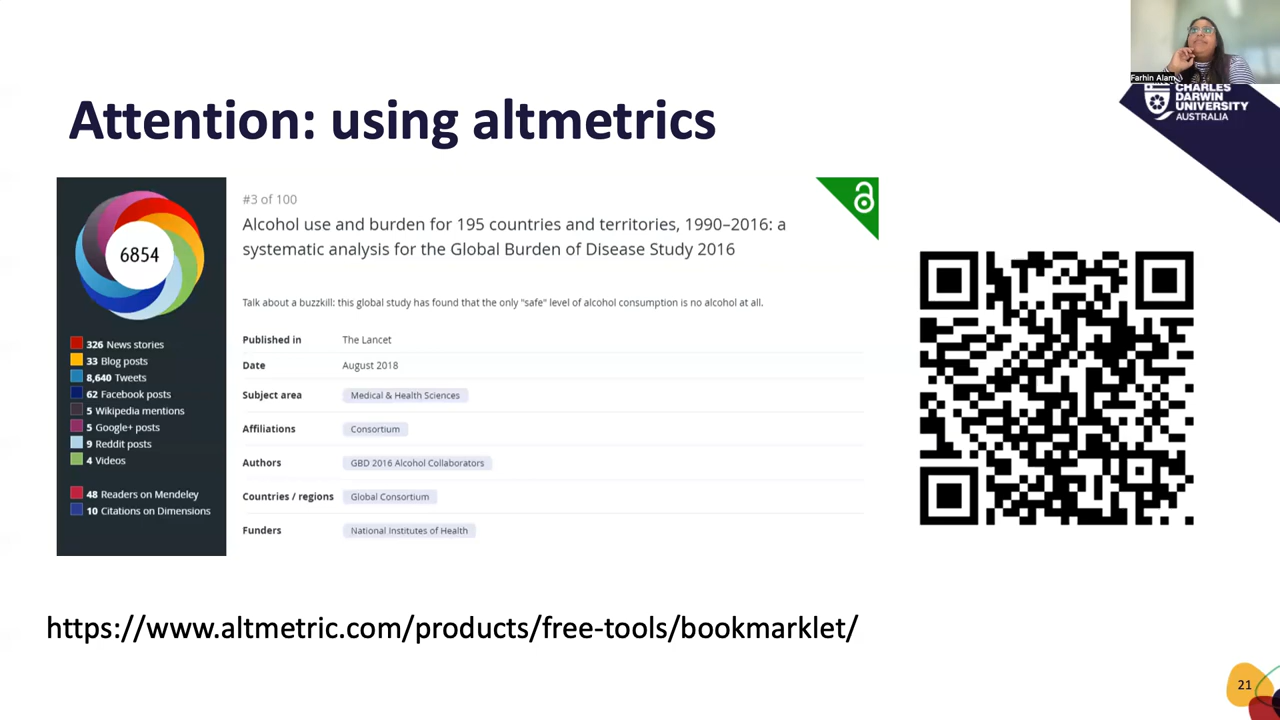 Farhin Alam
CHARLES
DARWIN
UNIVERSITY
AUSTRALIA
Attention: using altmetrics
6854
326 News stories
33 Blog posts
8,640 Tweets
62 Facebook posts
5 Wikipedia mentions
5 Google+ posts
9 Reddit posts
4 Videos
48 Readers on Mendeley
10 Citations on Dimensions
#3 of 100
Alcohol use and burden for 195 countries and territories, 1990–2016: a
systematic analysis for the Global Burden of Disease Study 2016
Talk about a buzzkill: this global study has found that the only "safe" level of alcohol consumption is no alcohol at all.
Published in The Lancet
Date August 2018
Subject area Medical & Health Sciences
Affiliations Consortium
Authors GBD 2016 Alcohol Collaborators
Countries / regions Global Consortium
Funders National Institutes of Health
https://www.altmetric.com/products/free-tools/bookmarklet/
21